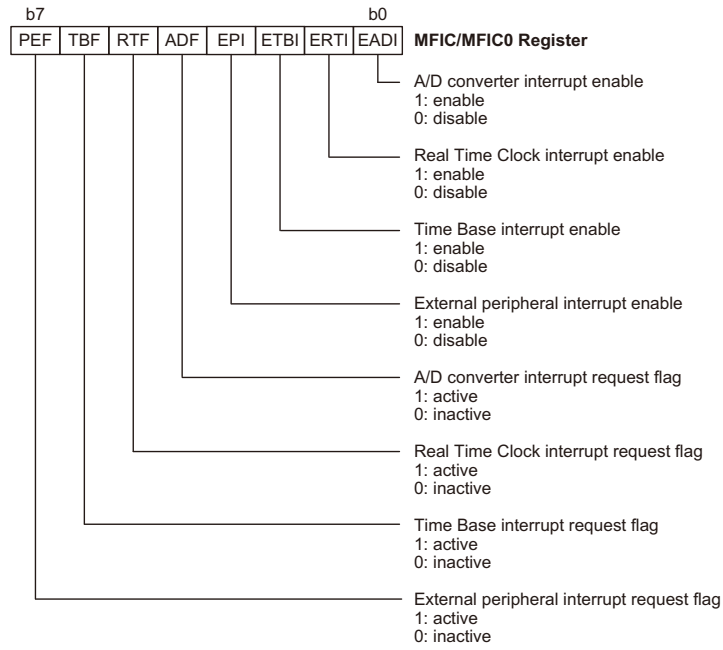 b7 b0
PEF TBF RTF ADF EPI ETBI ERTI EADI MFIC/MFIC0 Register
A/D converter interrupt enable
1: enable
0: disable
Real Time Clock interrupt enable
1: enable
0: disable
Time Base interrupt enable
1: enable
0: disable
External peripheral interrupt enable
1: enable
0: disable
A/D converter interrupt request flag
1: active
0: inactive
Real Time Clock interrupt request flag
1: active
0: inactive
Time Base interrupt request flag
1: active
0: inactive
External peripheral interrupt request flag
1: active
0: inactive